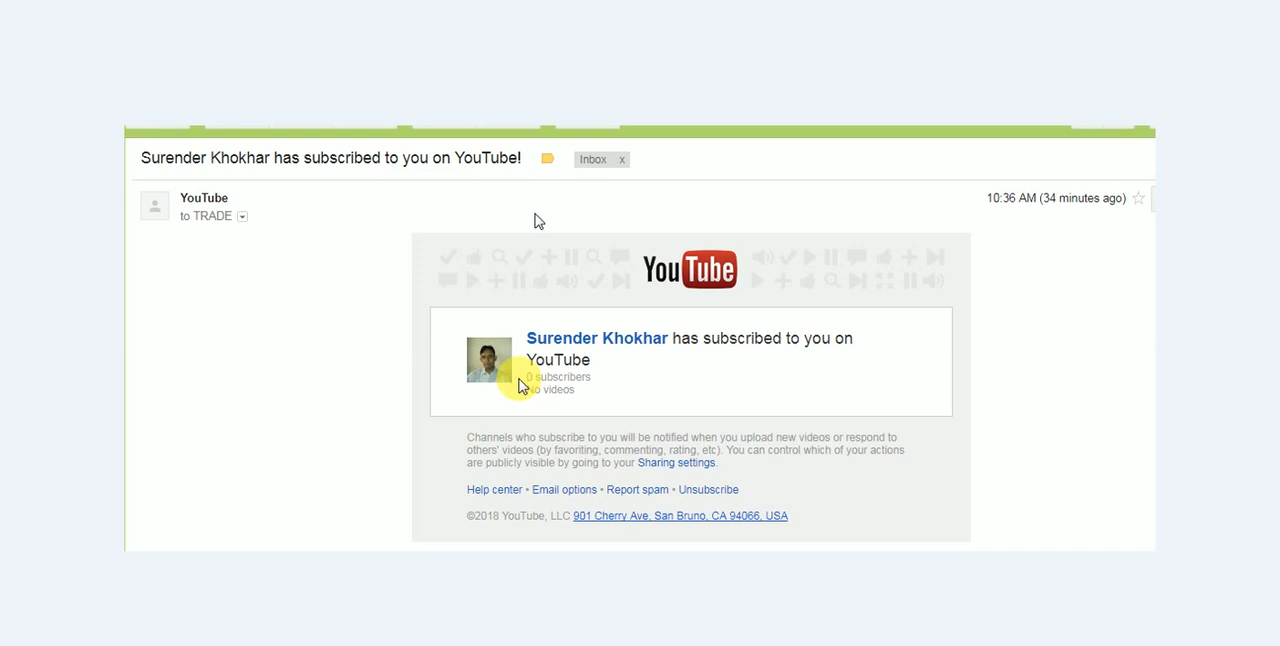 Surender Khokhar has subscribed to you on YouTube!
Inbox x
YouTube
10:36 AM (34 minutes ago)
to TRADE
YouTube
Surender Khokhar has subscribed to you on
YouTube
0 subscribers
No videos
Channels who subscribe to you will be notified when you upload new videos or respond to
others' videos (by favoriting, commenting, rating, etc). You can control which of your actions
are publicly visible by going to your Sharing settings.
Help center • Email options • Report spam • Unsubscribe
©2018 YouTube, LLC 901 Cherry Ave, San Bruno, CA 94066, USA